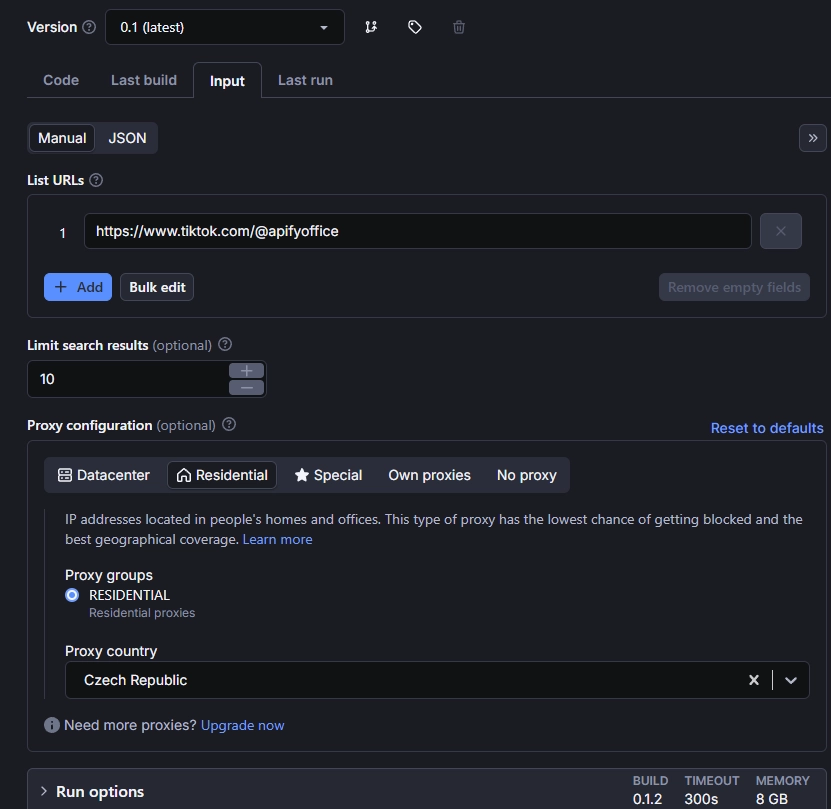 Version 0.1 (latest)
Code Last build Input Last run
Manual JSON
List URLs
1 https://www.tiktok.com/@apifyoffice
Add Bulk edit Remove empty fields
Limit search results (optional)
10
Proxy configuration (optional) Reset to defaults
Datacenter Residential Special Own proxies No proxy
IP addresses located in people's homes and offices. This type of proxy has the lowest chance of getting blocked and the
best geographical coverage. Learn more
Proxy groups
RESIDENTIAL
Residential proxies
Proxy country
Czech Republic
Need more proxies? Upgrade now
Run options BUILD TIMEOUT MEMORY
0.1.2 300s 8 GB